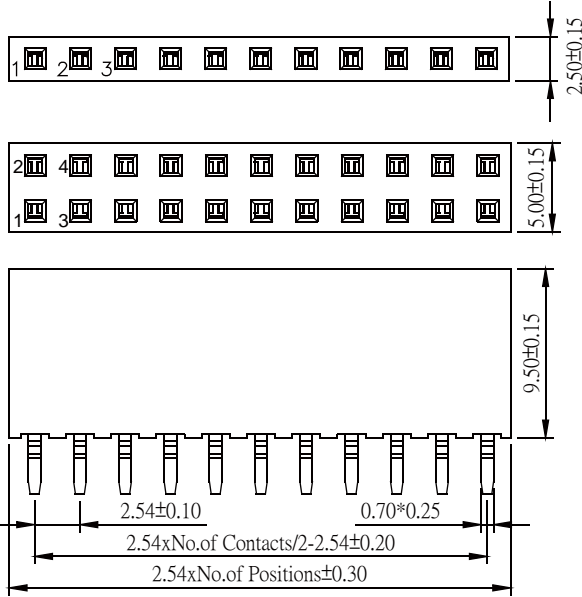 1 2 3
2.50±0.15
2 4
1 3
5.00±0.15
9.50±0.15
2.54±0.10
0.70*0.25
2.54xNo.of Contacts/2-2.54±0.20
2.54xNo.of Positions±0.30